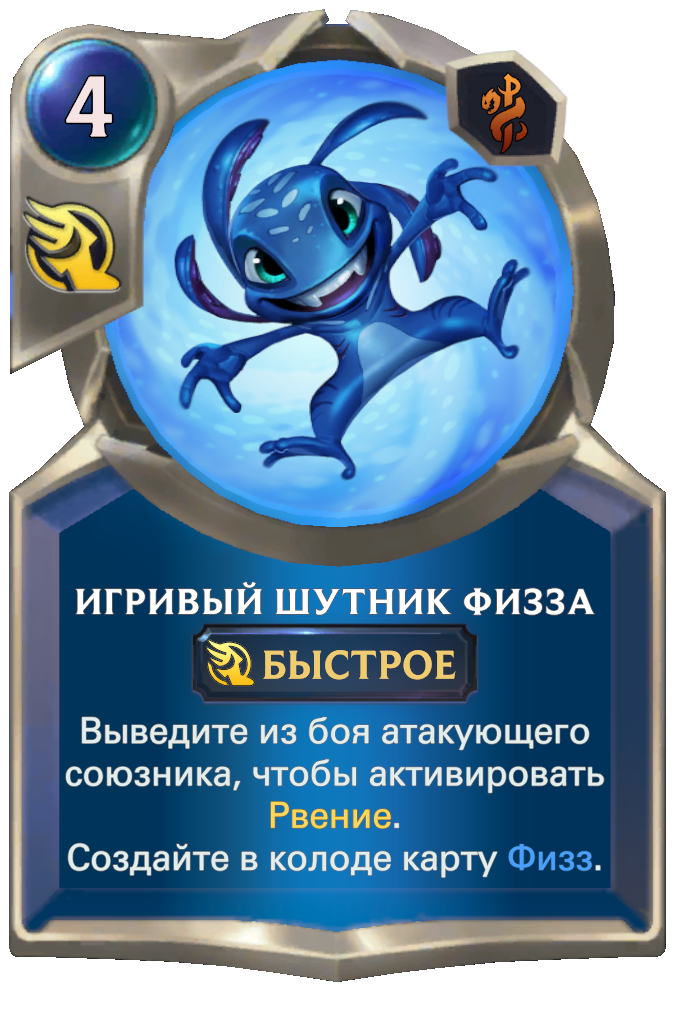 4
ИГРИВЫЙ ШУТНИК ФИЗЗА
БЫСТРОЕ
Выведите из боя атакующего
союзника, чтобы активировать
Рвение.
Создайте в колоде карту Физз.